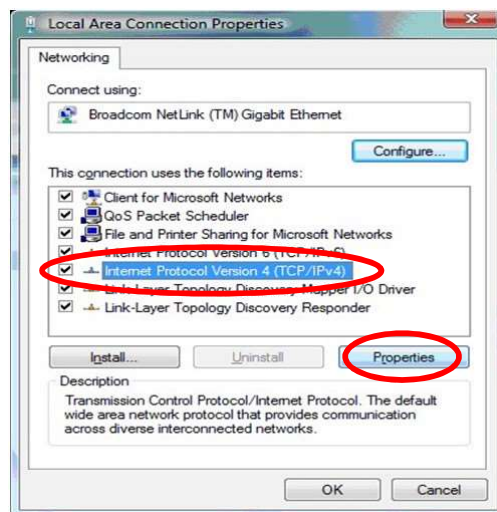 Local Area Connection Properties
Networking
Connect using:
Broadcom NetLink (TM) Gigabit Ethernet
Configure...
This connection uses the following items:
Client for Microsoft Networks
QoS Packet Scheduler
File and Printer Sharing for Microsoft Networks
Internet Protocol Version 6 (TCP/IPv6)
Internet Protocol Version 4 (TCP/IPv4)
Link-Layer Topology Discovery Mapper I/O Driver
Link-Layer Topology Discovery Responder
Install...
Uninstall
Properties
Description
Transmission Control Protocol/Internet Protocol. The default
wide area network protocol that provides communication
across diverse interconnected networks.
OK
Cancel